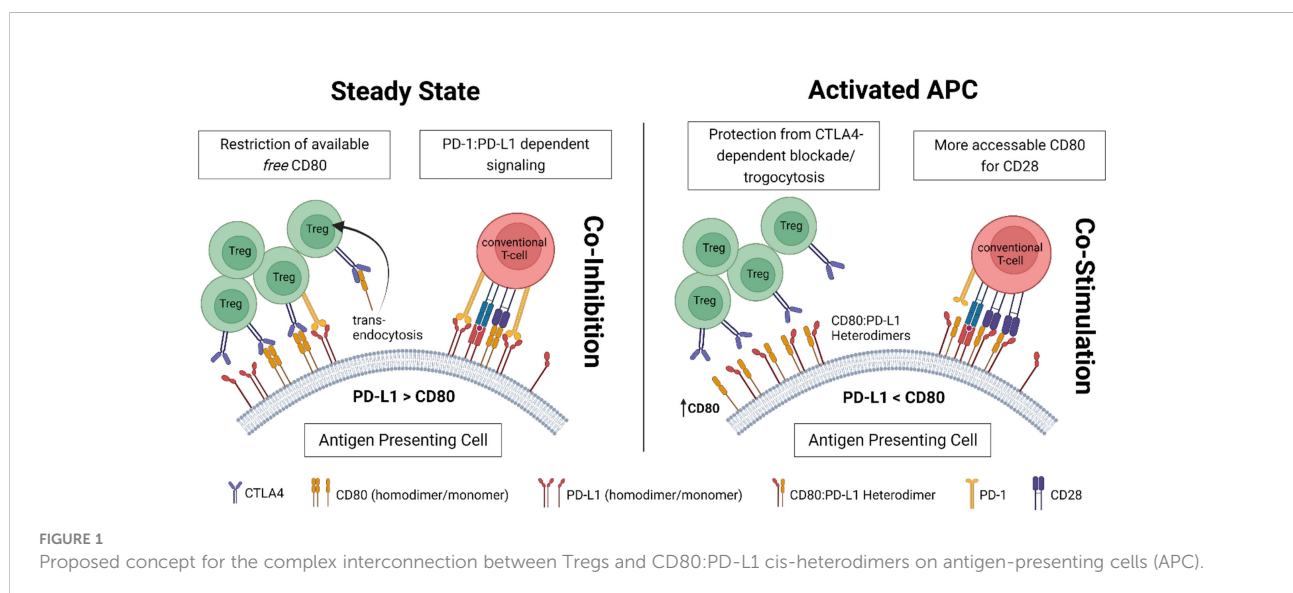 Steady State
Restriction of available
free CD80
PD-1:PD-L1 dependent
signaling
Treg
Treg
Treg
Treg
conventional
T-cell
trans-
endocytosis
Co-Inhibition
PD-L1 > CD80
Antigen Presenting Cell
Activated APC
Protection from CTLA4-
dependent blockade/
trogocytosis
More accessable CD80
for CD28
Treg
Treg
Treg
Treg
conventional
T-cell
CD80:PD-L1
Heterodimers
Co-Stimulation
↑CD80
PD-L1 < CD80
Antigen Presenting Cell
CTLA4
CD80 (homodimer/monomer)
PD-L1 (homodimer/monomer)
CD80:PD-L1 Heterodimer
PD-1
CD28
FIGURE 1
Proposed concept for the complex interconnection between Tregs and CD80:PD-L1 cis-heterodimers on antigen-presenting cells (APC).